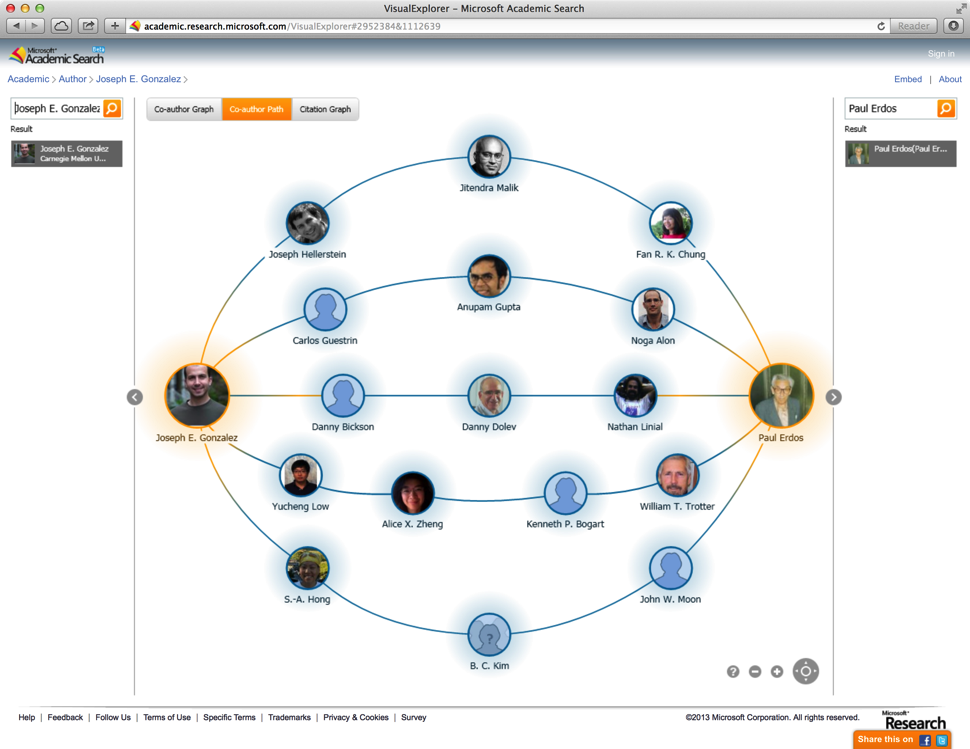 VisualExplorer – Microsoft Academic Search
academic.research.microsoft.com/VisualExplorer#2952384&1112639
Reader
Microsoft®
Academic Search
Beta
Sign in
Academic > Author > Joseph E. Gonzalez >
Embed | About
Joseph E. Gonzalez
Co-author Graph
Co-author Path
Citation Graph
Paul Erdos
Result
Result
Joseph E. Gonzalez
Carnegie Mellon U...
Paul Erdos(Paul Er...
Jitendra Malik
Joseph Hellerstein
Fan R. K. Chung
Anupam Gupta
Carlos Guestrin
Noga Alon
Joseph E. Gonzalez
Danny Bickson
Danny Dolev
Nathan Linial
Paul Erdos
Yucheng Low
Alice X. Zheng
Kenneth P. Bogart
William T. Trotter
S.-A. Hong
John W. Moon
?
B. C. Kim
?
Help | Feedback | Follow Us | Terms of Use | Specific Terms | Trademarks | Privacy & Cookies | Survey
©2013 Microsoft Corporation. All rights reserved.
Microsoft®
Research
Share this on